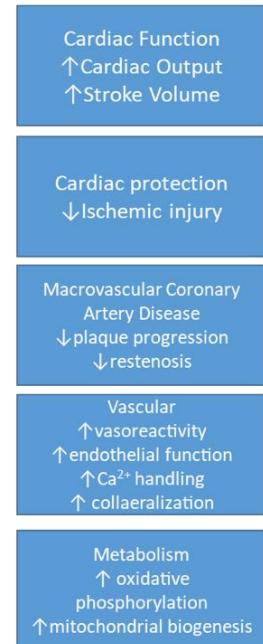 Cardiac Function
↑Cardiac Output
↑Stroke Volume
Cardiac protection
↓Ischemic injury
Macrovascular Coronary
Artery Disease
↓plaque progression
↓restenosis
Vascular
↑vasoreactivity
↑endothelial function
↑Ca²⁺ handling
↑ collaeralization
Metabolism
↑ oxidative
phosphorylation
↑mitochondrial biogenesis